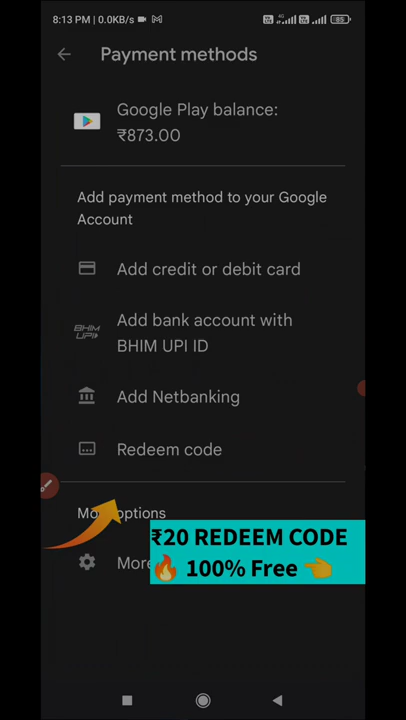 8:13 PM | 0.0KB/s
85
Payment methods
Google Play balance:
₹873.00
Add payment method to your Google
Account
Add credit or debit card
BHIM
UPI
Add bank account with
BHIM UPI ID
Add Netbanking
Redeem code
Mo options
₹20 REDEEM CODE
🔥 100% Free 👈
More